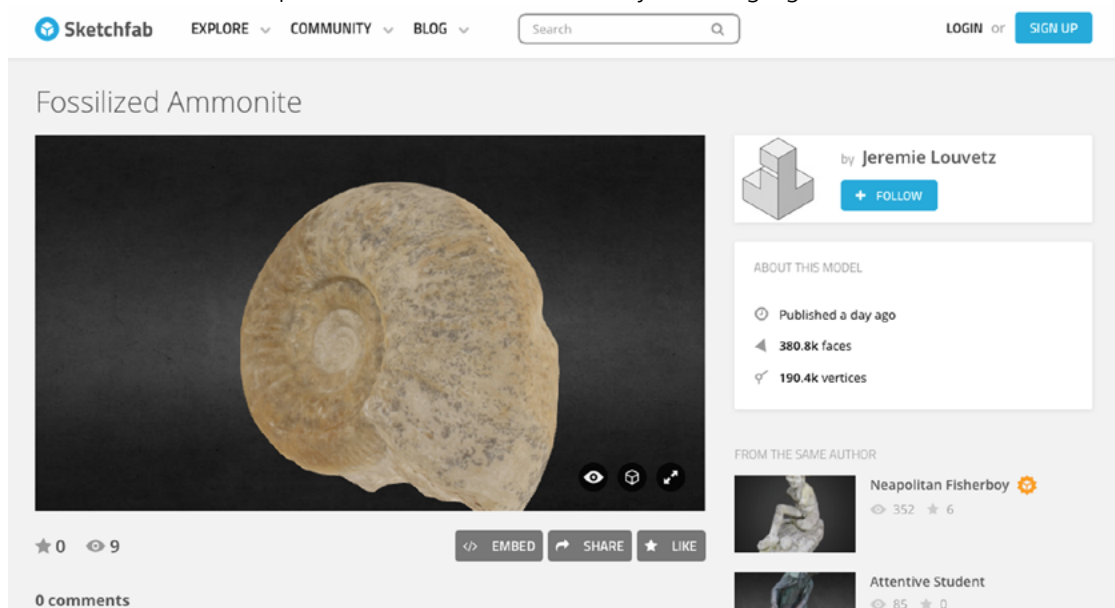 Sketchfab EXPLORE COMMUNITY BLOG Search LOGIN or SIGN UP
Fossilized Ammonite
by Jeremie Louvetz
+ FOLLOW
ABOUT THIS MODEL
Published a day ago
380.8k faces
190.4k vertices
FROM THE SAME AUTHOR
Neapolitan Fisherboy
352 6
Attentive Student
85 0
0 9
</> EMBED SHARE LIKE
0 comments